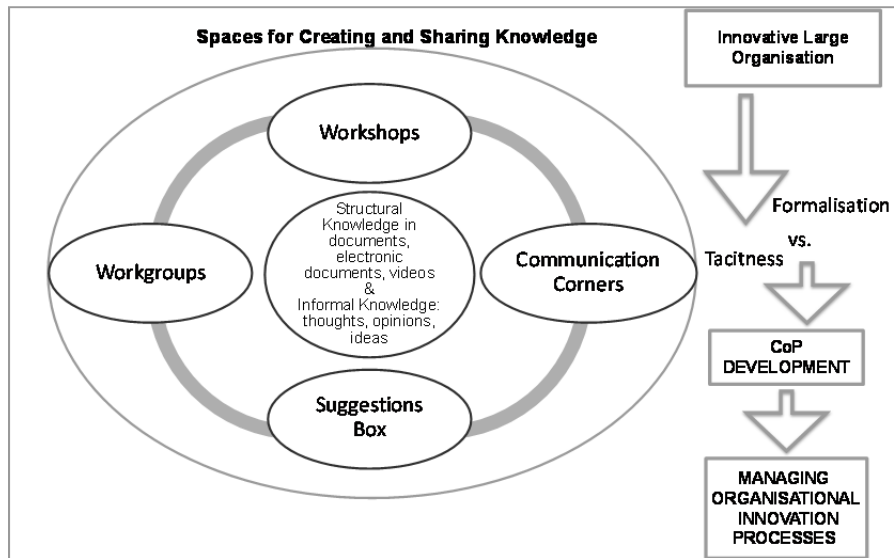 Spaces for Creating and Sharing Knowledge
Workshops
Workgroups
Structural
Knowledge in
documents,
electronic
documents, videos
&
Informal Knowledge:
thoughts, opinions,
ideas
Communication
Corners
Suggestions
Box
Innovative Large
Organisation
Formalisation
vs.
Tacitness
CoP
DEVELOPMENT
MANAGING
ORGANISATIONAL
INNOVATION
PROCESSES